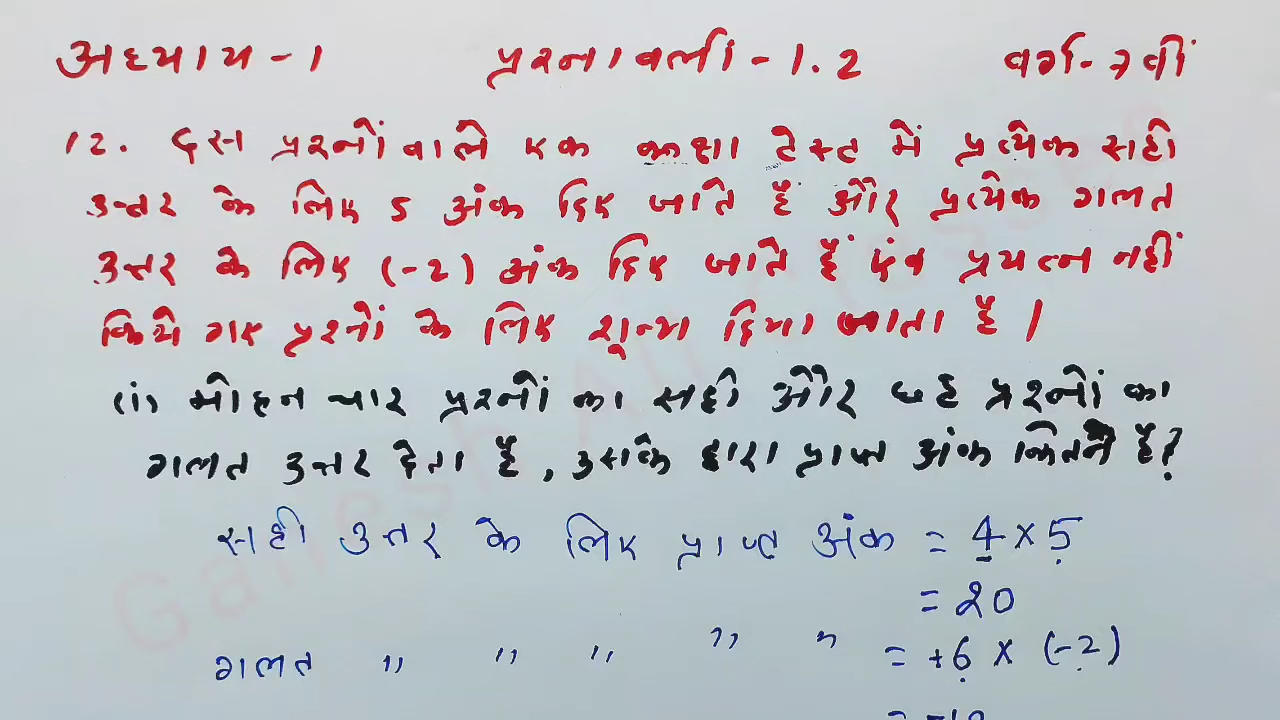 अध्याय-1 प्रश्नावली-1.2 वर्ग-7वीं
12. दस प्रश्नों वाले एक कक्षा टेस्ट में प्रत्येक सही
उत्तर के लिए 5 अंक दिए जाते हैं और प्रत्येक गलत
उत्तर के लिए (-2) अंक दिए जाते हैं एंव प्रयत्न नहीं
किये गए प्रश्नों के लिए शून्य दिया जाता है।
(i) मोहन चार प्रश्नों का सही और छह प्रश्नों का
गलत उत्तर देता है, उसके द्वारा प्राप्त अंक कितने है?
सही उत्तर के लिए प्राप्त अंक = 4 × 5
= 20
गलत ,, ,, ,, ,, ,, = +6 × (-2)
= -12